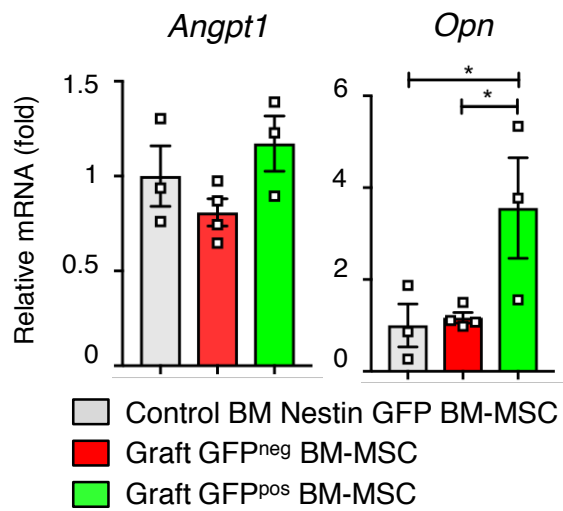 Angpt1
Opn
Relative mRNA (fold)
1.5
1
0.5
0
6
4
2
0
*
*
Control BM Nestin GFP BM-MSC
Graft GFPneg BM-MSC
Graft GFPpos BM-MSC